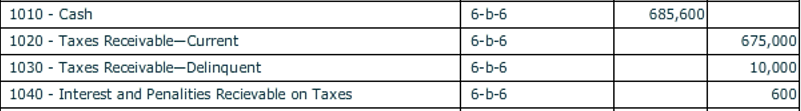 1010 - Cash 6-b-6 685,600
1020 - Taxes Receivable—Current 6-b-6 675,000
1030 - Taxes Receivable—Delinquent 6-b-6 10,000
1040 - Interest and Penalities Recievable on Taxes 6-b-6 600